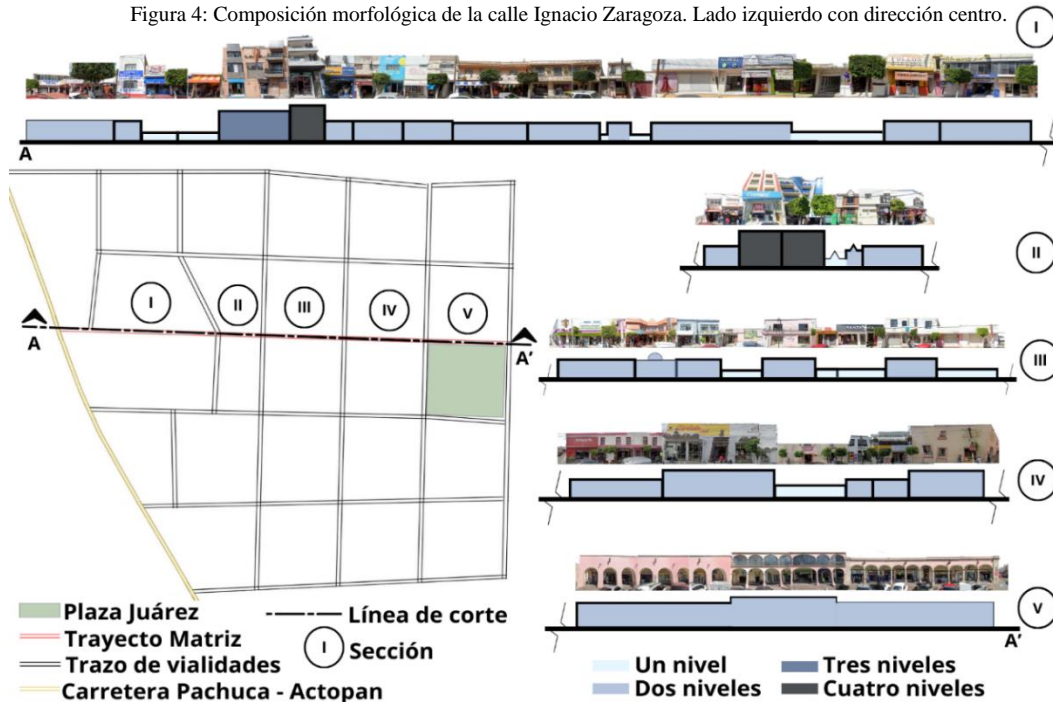 Figura 4: Composición morfológica de la calle Ignacio Zaragoza. Lado izquierdo con dirección centro.
I
A
I
II
III
IV
V
A
A'
II
III
IV
V
A'
Plaza Juárez
Trayecto Matriz
Trazo de vialidades
Carretera Pachuca - Actopan
Línea de corte
I
Sección
Un nivel
Dos niveles
Tres niveles
Cuatro niveles